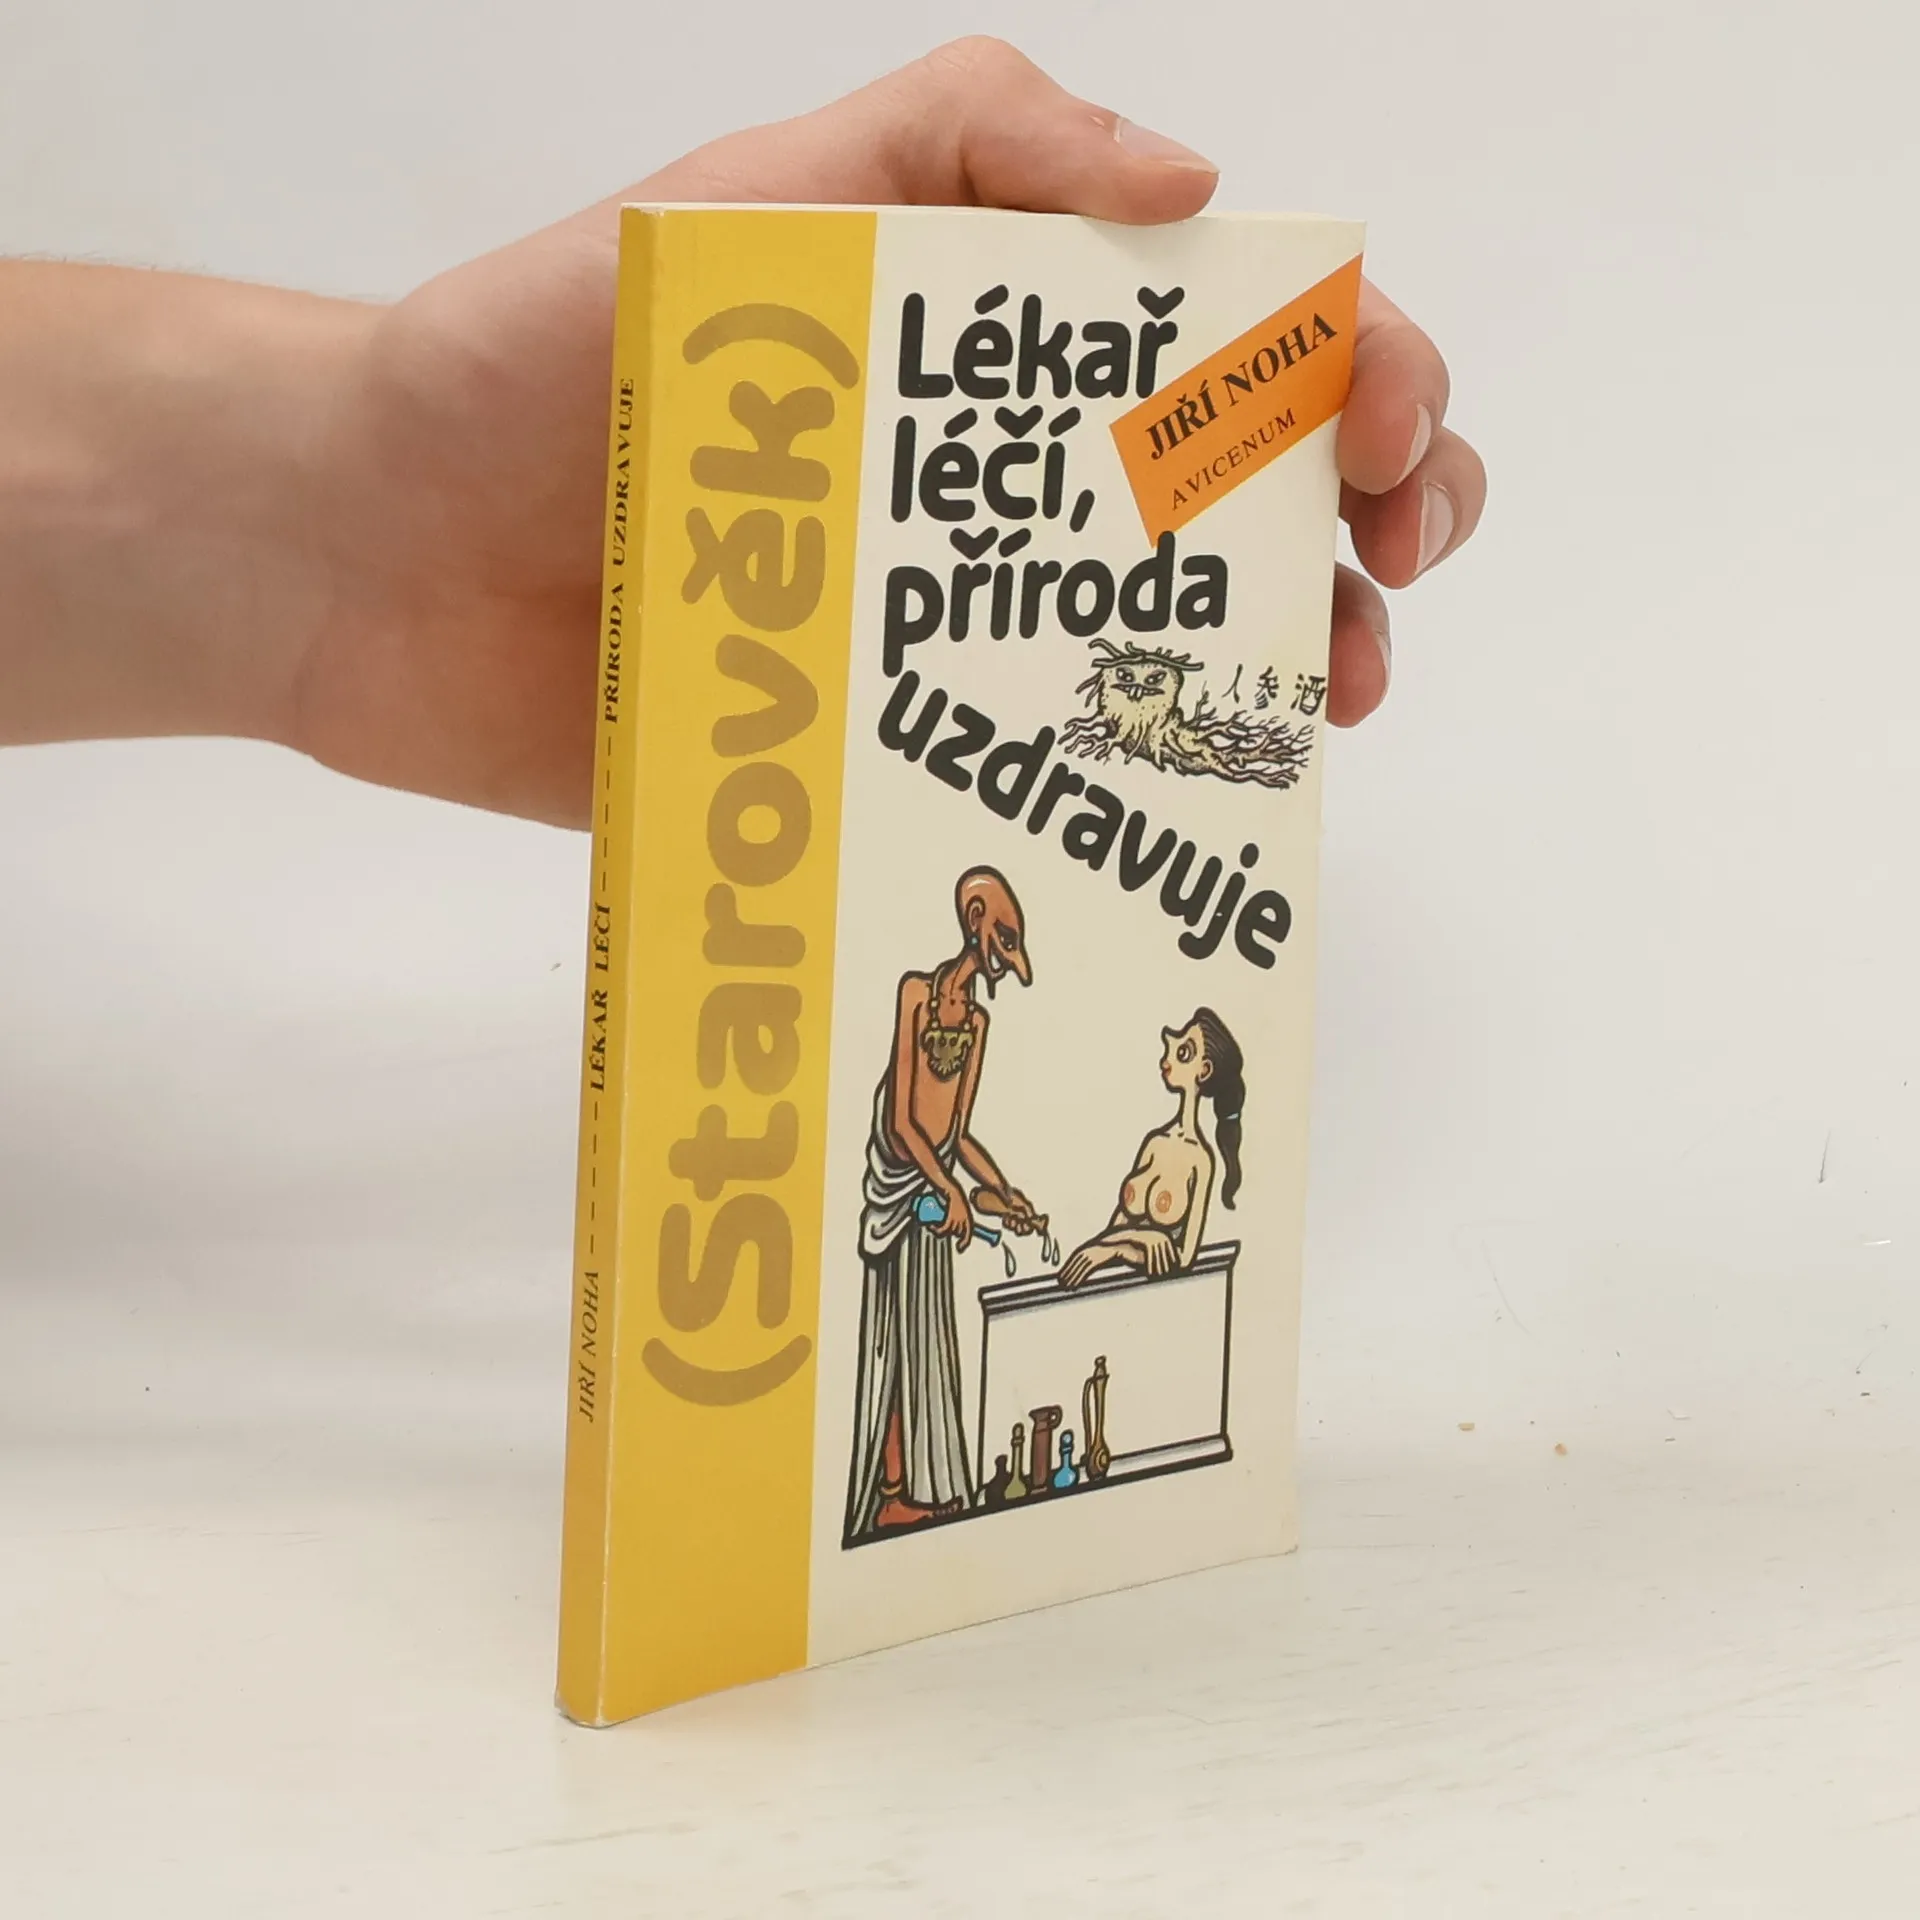 JIŘÍ NOHA – – – – – LÉKAŘ LÉČÍ – – – – – PŘÍRODA UZDRAVUJE
(Starověk)
Lékař
léčí,
příroda
uzdravuje
JIŘÍ NOHA
AVICENUM
人参酒